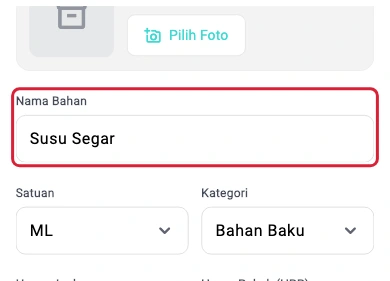 Pilih Foto
Nama Bahan
Susu Segar
Satuan
Kategori
ML
Bahan Baku